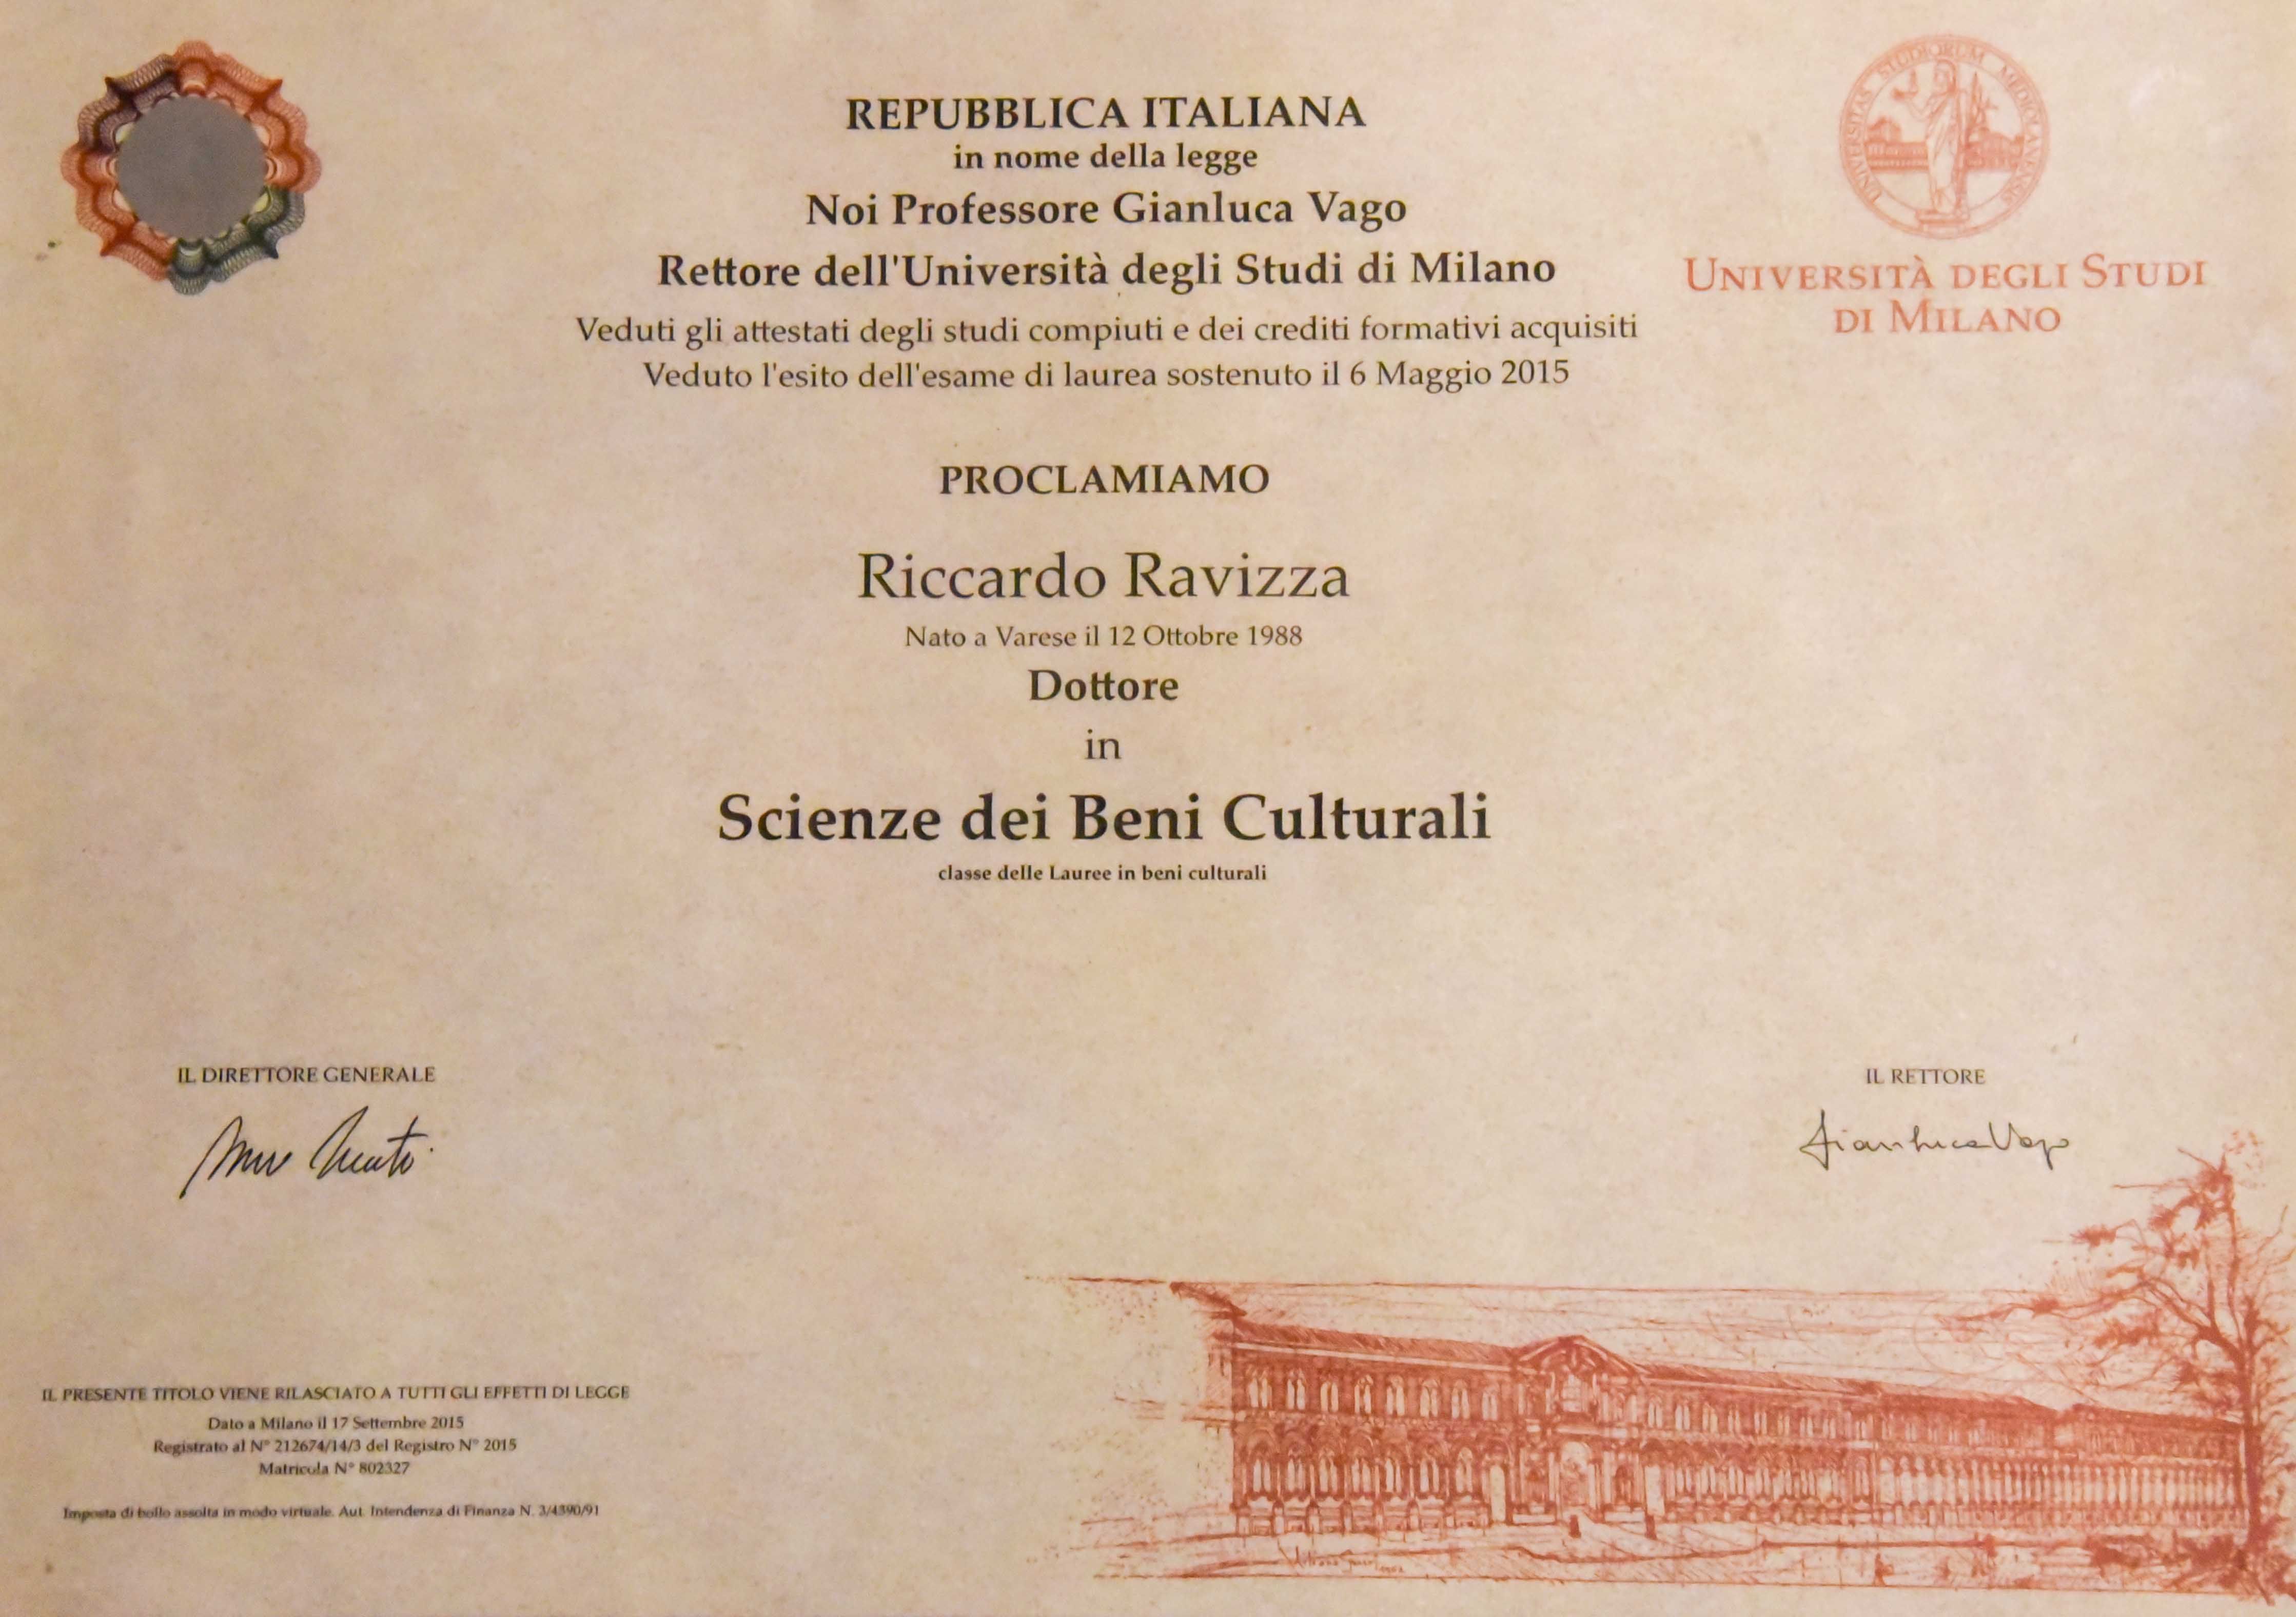 REPUBBLICA ITALIANA
in nome della legge
Noi Professore Gianluca Vago
Rettore dell'Università degli Studi di Milano
Veduti gli attestati degli studi compiuti e dei crediti formativi acquisiti
Veduto l'esito dell'esame di laurea sostenuto il 6 Maggio 2015
UNIVERSITAS STUDIORUM MEDIOLANENSIS
UNIVERSITÀ DEGLI STUDI
DI MILANO
PROCLAMIAMO
Riccardo Ravizza
Nato a Varese il 12 Ottobre 1988
Dottore
in
Scienze dei Beni Culturali
classe delle Lauree in beni culturali
IL DIRETTORE GENERALE
IL RETTORE
Gianluca Vago
IL PRESENTE TITOLO VIENE RILASCIATO A TUTTI GLI EFFETTI DI LEGGE
Dato a Milano il 17 Settembre 2015
Registrato al N° 212674/14/3 del Registro N° 2015
Matricola N° 802327
Imposta di bollo assolta in modo virtuale. Aut. Intendenza di Finanza N. 3/4390/91